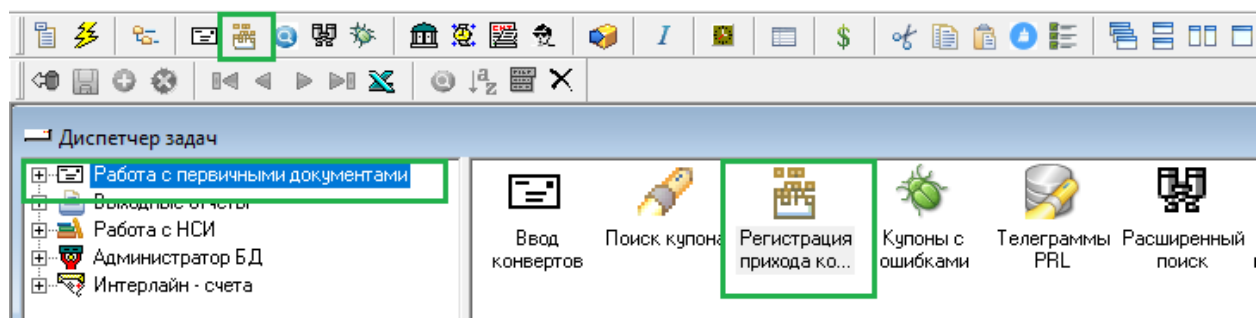 Диспетчер задач
Работа с первичными документами
Выходные отчеты
Работа с НСИ
Администратор БД
Интерлайн - счета
Ввод
конвертов
Поиск купона
Регистрация
прихода ко...
Купоны с
ошибками
Телеграммы
PRL
Расширенный
поиск